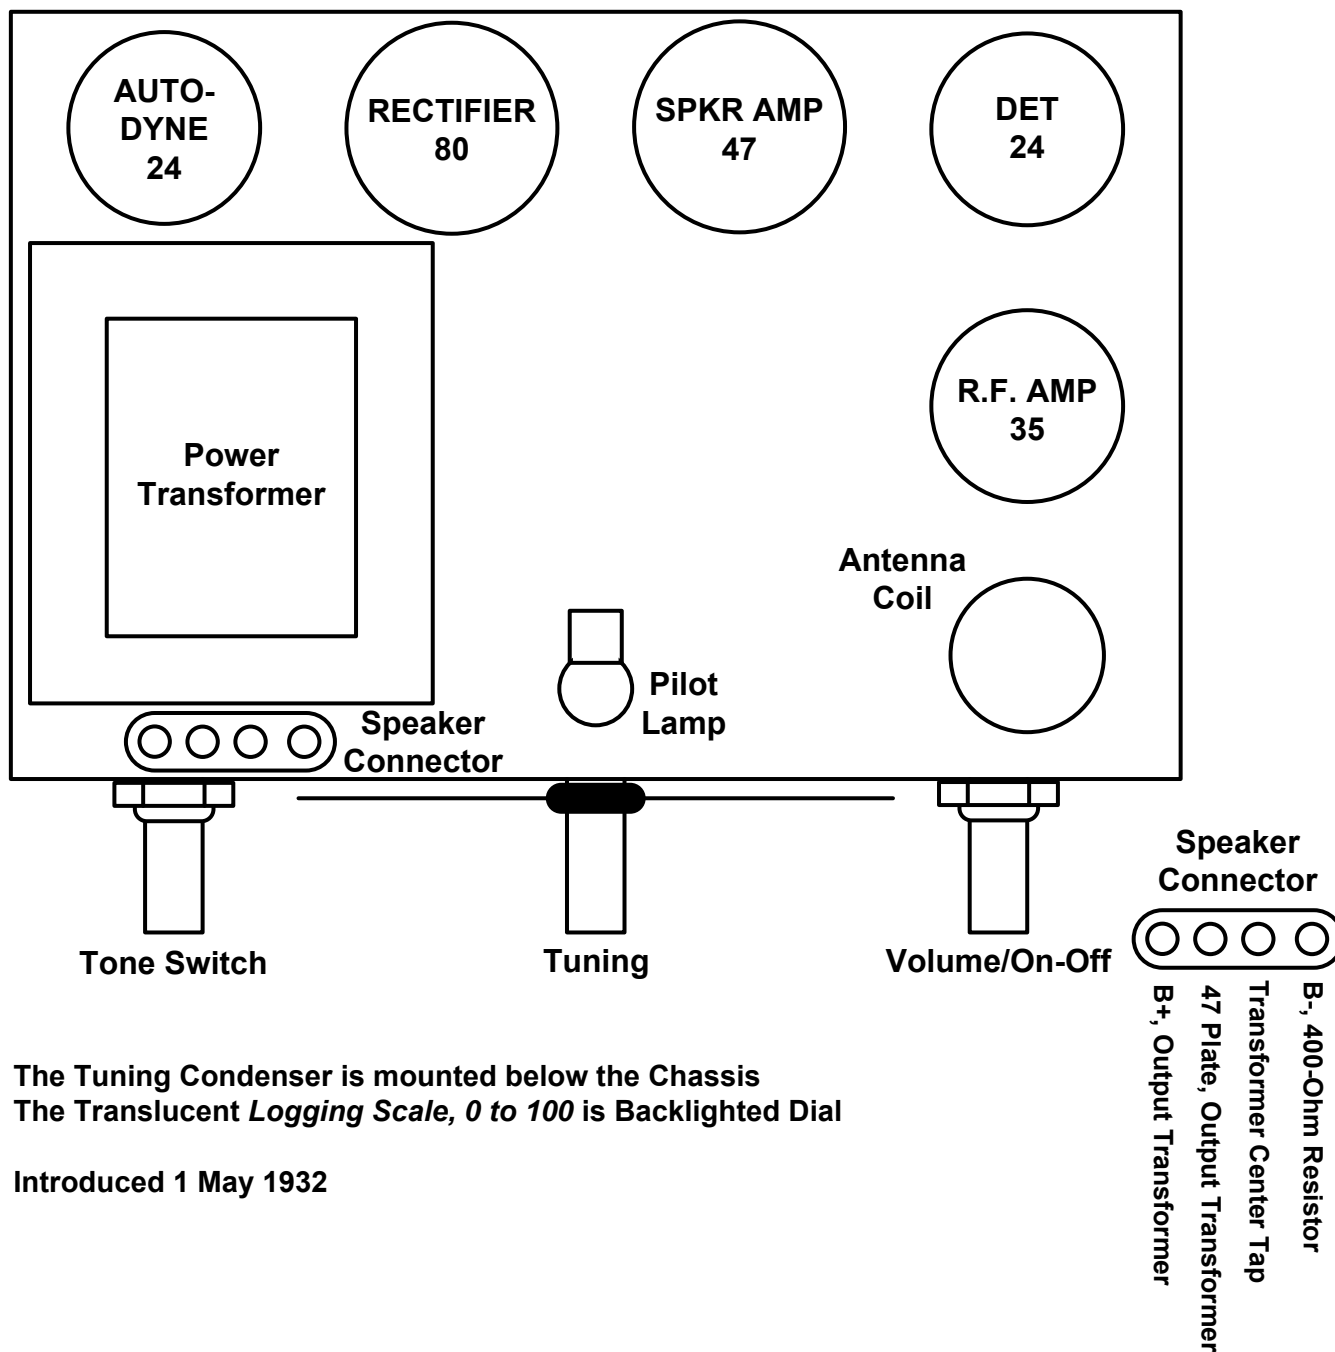 AUTO-
DYNE
24
RECTIFIER
80
SPKR AMP
47
DET
24
R.F. AMP
35
Power
Transformer
Antenna
Coil
Pilot
Lamp
Speaker
Connector
Tone Switch
Tuning
Volume/On-Off
Speaker
Connector
B+, Output Transformer
47 Plate, Output Transformer
Transformer Center Tap
B-, 400-Ohm Resistor
The Tuning Condenser is mounted below the Chassis
The Translucent Logging Scale, 0 to 100 is Backlighted Dial
Introduced 1 May 1932